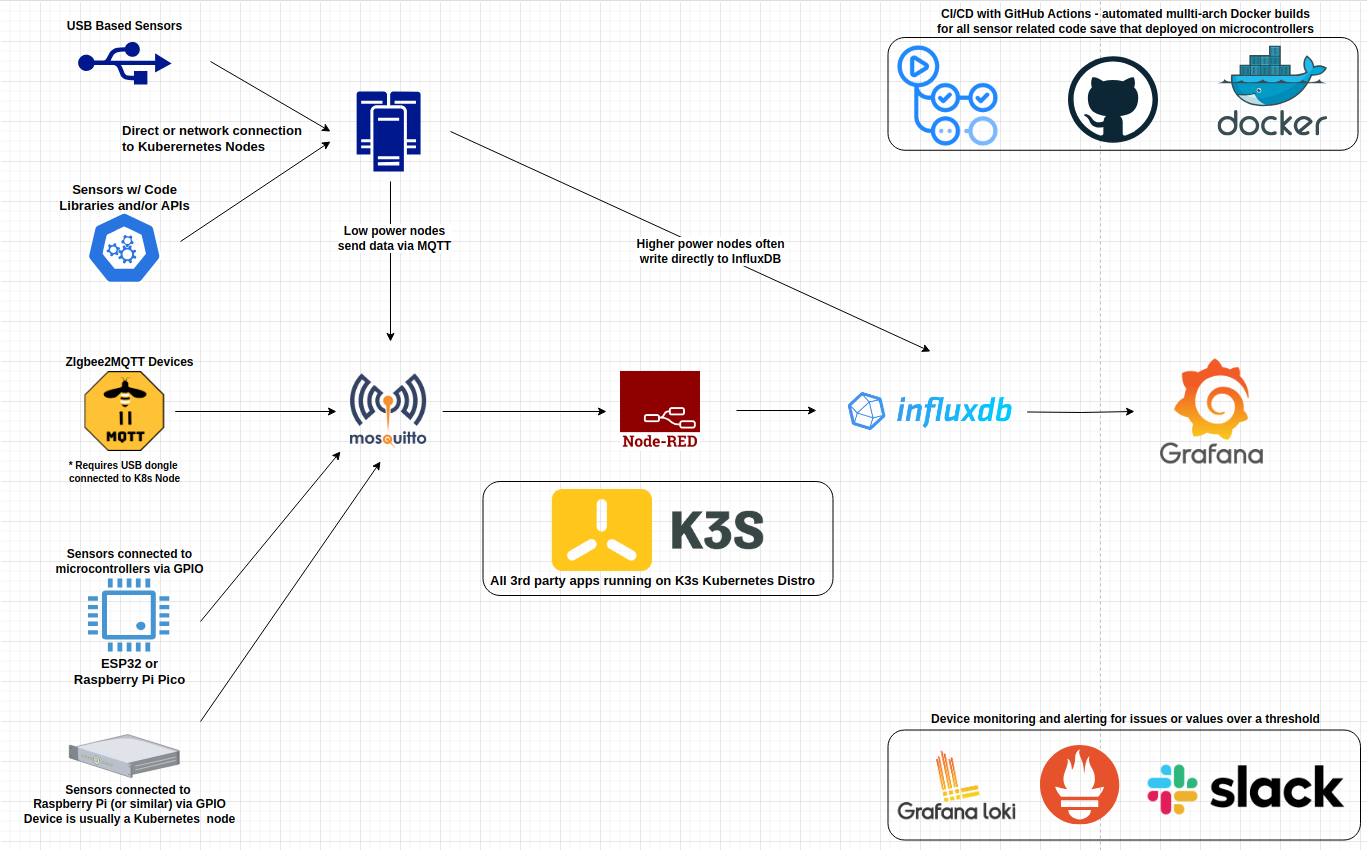 USB Based Sensors
CI/CD with GitHub Actions - automated mullti-arch Docker builds
for all sensor related code save that deployed on microcontrollers
docker
Direct or network connection
to Kuberernetes Nodes
Sensors w/ Code
Libraries and/or APIs
Low power nodes
send data via MQTT
Higher power nodes often
write directly to InfluxDB
ZIgbee2MQTT Devices
MQTT
* Requires USB dongle
connected to K8s Node
mosquitto
Node-RED
influxdb
Grafana
K3S
All 3rd party apps running on K3s Kubernetes Distro
Sensors connected to
microcontrollers via GPIO
ESP32 or
Raspberry Pi Pico
Sensors connected to
Raspberry Pi (or similar) via GPIO
Device is usually a Kubernetes node
Device monitoring and alerting for issues or values over a threshold
Grafana loki
slack